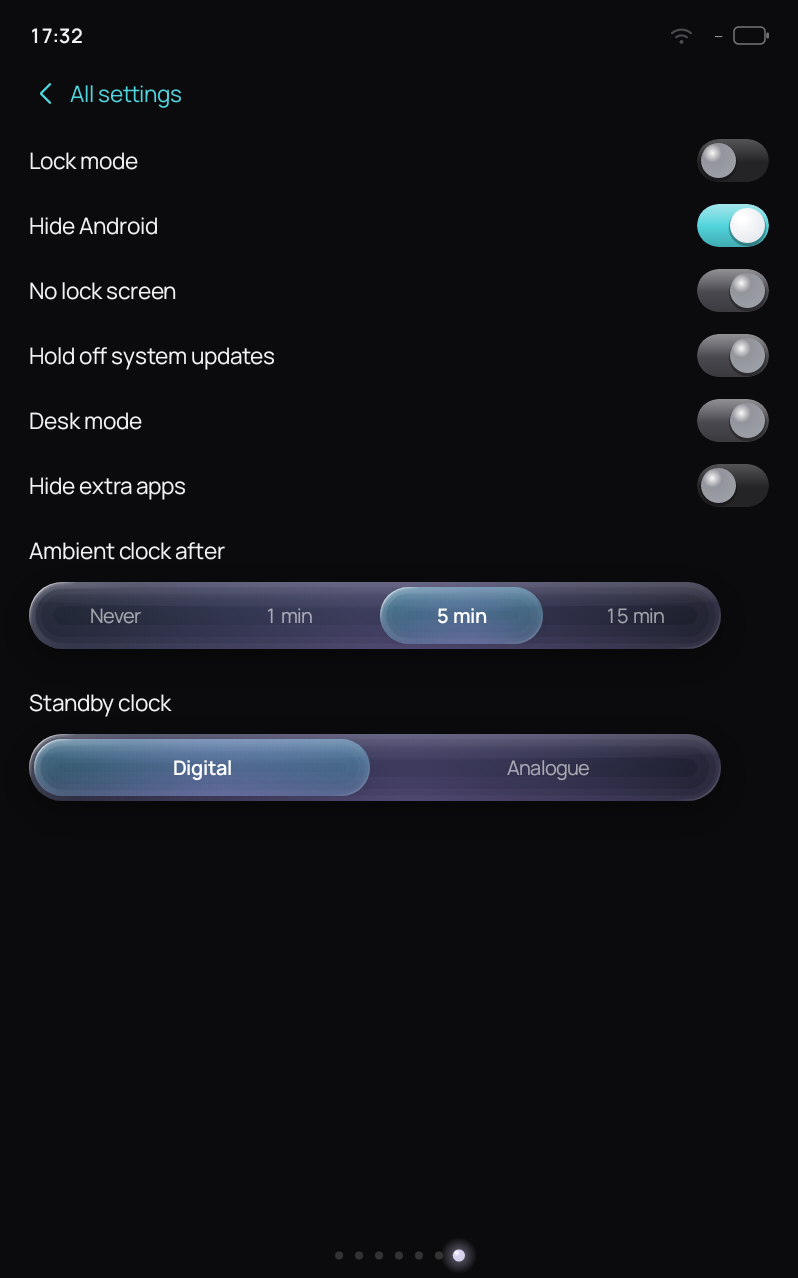 17:32
–
All settings
Lock mode
Hide Android
No lock screen
Hold off system updates
Desk mode
Hide extra apps
Ambient clock after
Never 1 min 5 min 15 min
Standby clock
Digital Analogue